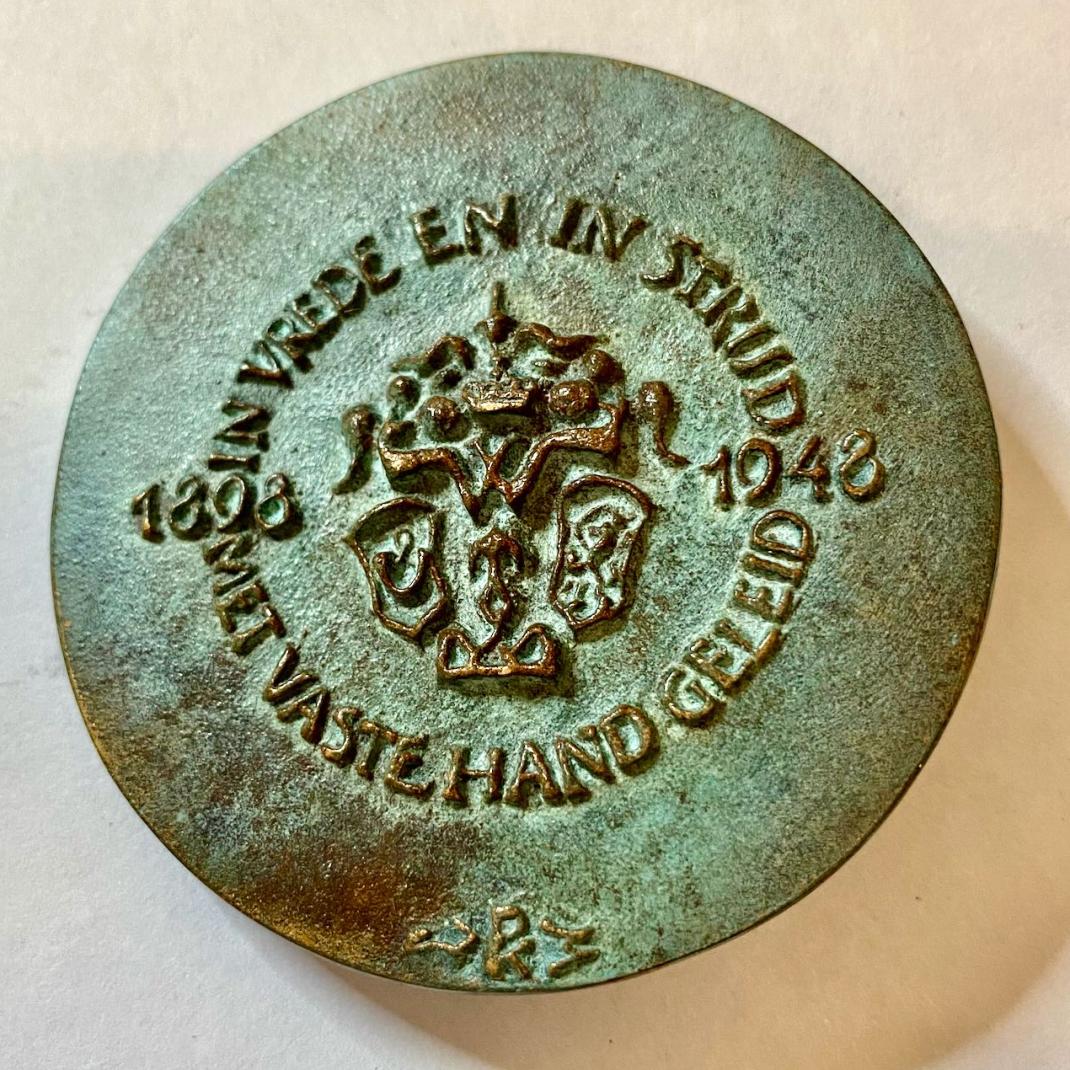 IN VREDE EN IN STRIJD
1898
1948
MET VASTE HAND GELEID
W